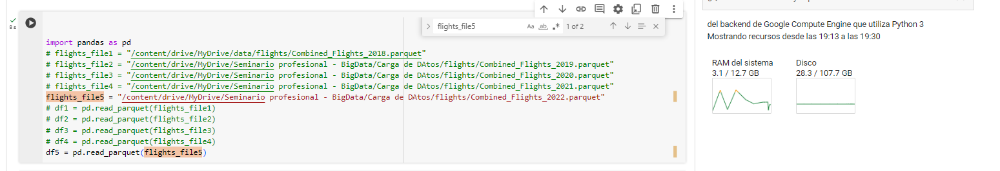 flights_file5
Aa
ab
.*
1 of 2
8s
import pandas as pd
# flights_file1 = "/content/drive/MyDrive/data/flights/Combined_Flights_2018.parquet"
# flights_file2 = "/content/drive/MyDrive/Seminario profesional - BigData/Carga de DAtos/flights/Combined_Flights_2019.parquet"
# flights_file3 = "/content/drive/MyDrive/Seminario profesional - BigData/Carga de DAtos/flights/Combined_Flights_2020.parquet"
# flights_file4 = "/content/drive/MyDrive/Seminario profesional - BigData/Carga de DAtos/flights/Combined_Flights_2021.parquet"
flights_file5 = "/content/drive/MyDrive/Seminario profesional - BigData/Carga de DAtos/flights/Combined_Flights_2022.parquet"
# df1 = pd.read_parquet(flights_file1)
# df2 = pd.read_parquet(flights_file2)
# df3 = pd.read_parquet(flights_file3)
# df4 = pd.read_parquet(flights_file4)
df5 = pd.read_parquet(flights_file5)
del backend de Google Compute Engine que utiliza Python 3
Mostrando recursos desde las 19:13 a las 19:30
RAM del sistema
3.1 / 12.7 GB
Disco
28.3 / 107.7 GB